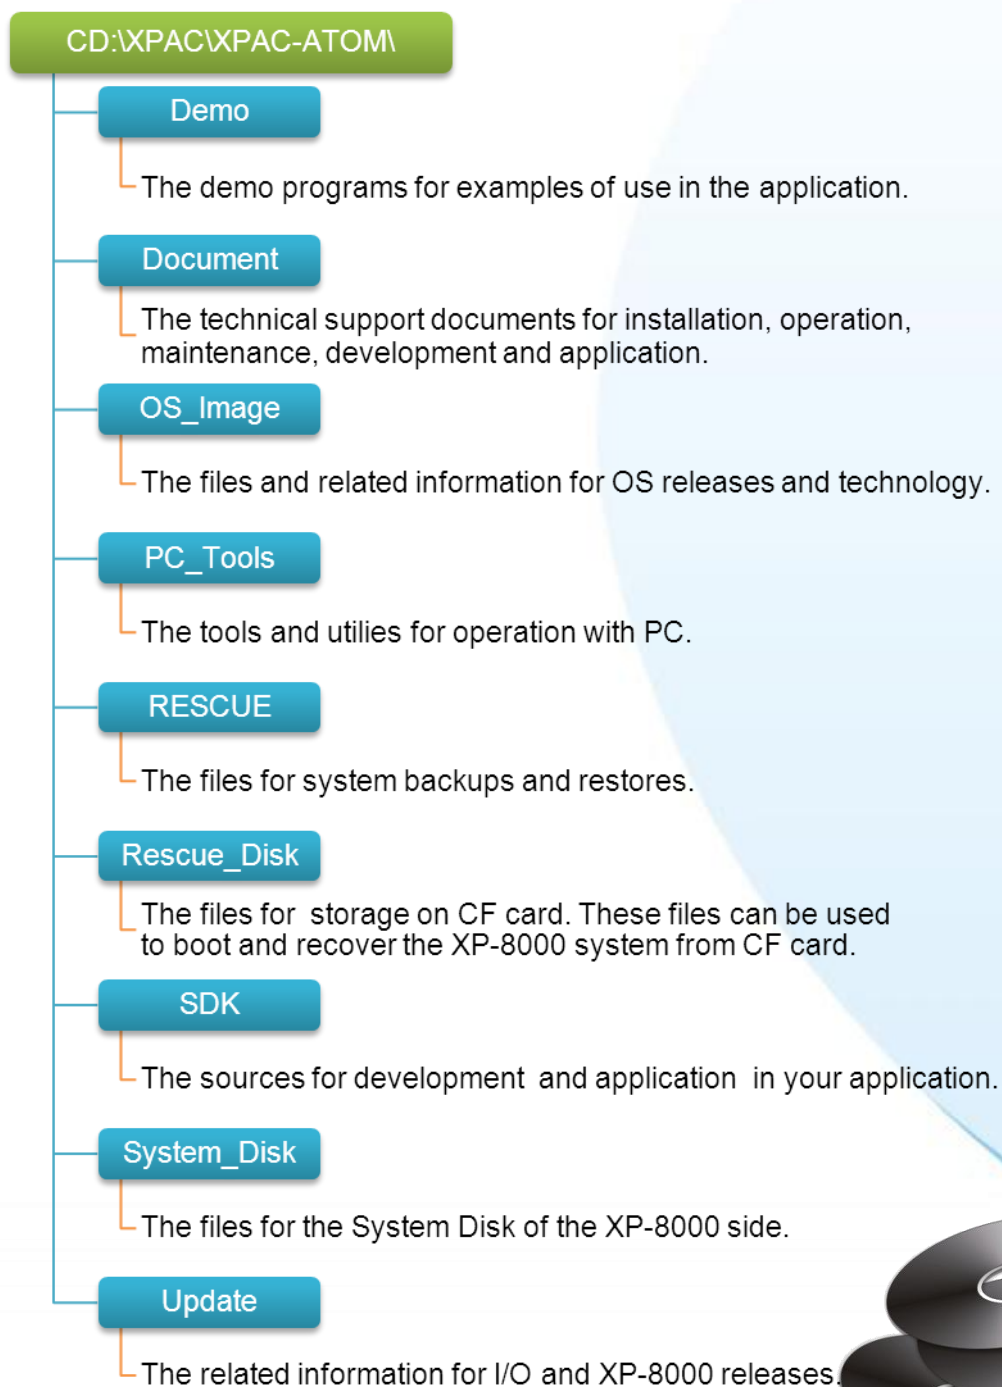 CD:\XPAC\XPAC-ATOM\
Demo
The demo programs for examples of use in the application.
Document
The technical support documents for installation, operation,
maintenance, development and application.
OS_Image
The files and related information for OS releases and technology.
PC_Tools
The tools and utilies for operation with PC.
RESCUE
The files for system backups and restores.
Rescue_Disk
The files for  storage on CF card. These files can be used
to boot and recover the XP-8000 system from CF card.
SDK
The sources for development  and application  in your application.
System_Disk
The files for the System Disk of the XP-8000 side.
Update
The related information for I/O and XP-8000 releases.